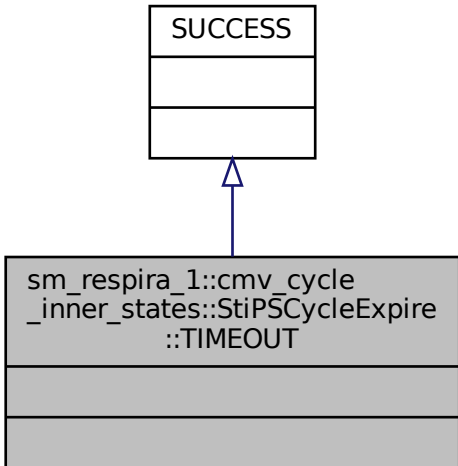 SUCCESS
sm_respira_1::cmv_cycle
_inner_states::StiPSCycleExpire
::TIMEOUT